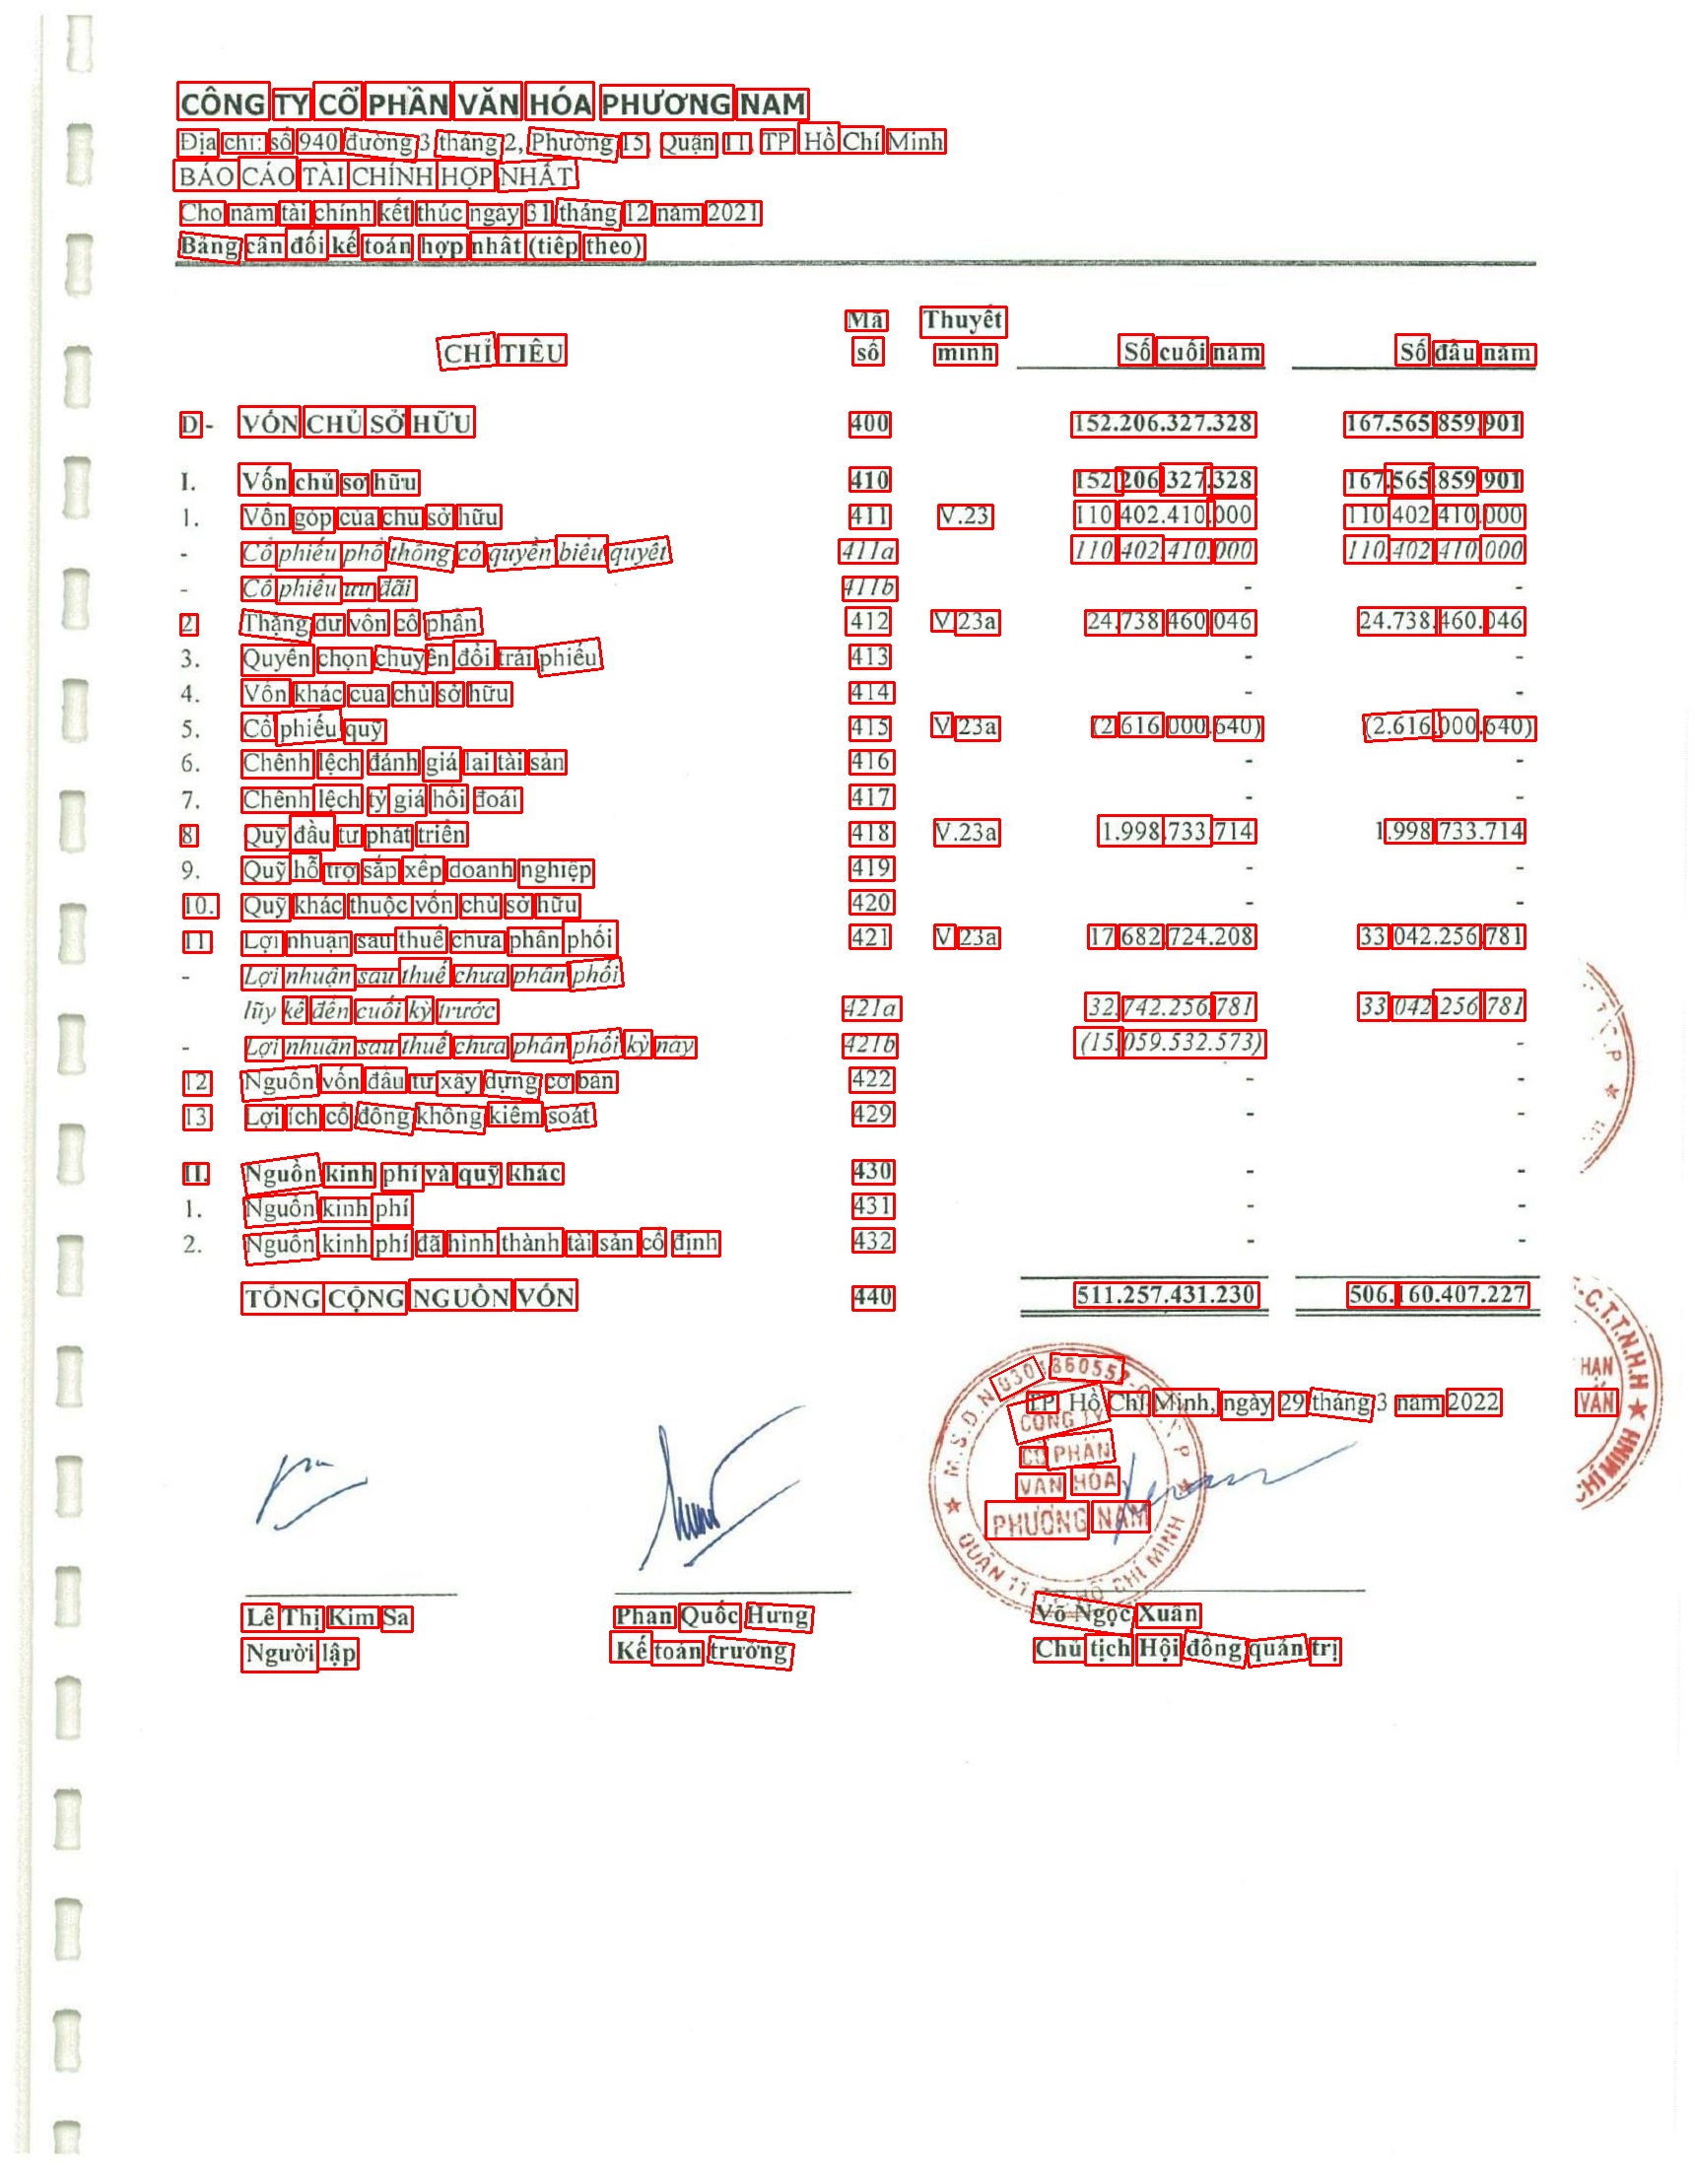 CÔNG TY CỔ PHẦN VĂN HÓA PHƯƠNG NAM
Địa chỉ: số 940 đường 3 tháng 2, Phường 15, Quận 11, TP. Hồ Chí Minh
BÁO CÁO TÀI CHÍNH HỢP NHẤT
Cho năm tài chính kết thúc ngày 31 tháng 12 năm 2021
Bảng cân đối kế toán hợp nhất (tiếp theo)
CHỈ TIÊU Mã số Thuyết minh Số cuối năm Số đầu năm
D - VỐN CHỦ SỞ HỮU 400 152.206.327.328 167.565.859.901
I. Vốn chủ sở hữu 410 152.206.327.328 167.565.859.901
1. Vốn góp của chủ sở hữu 411 V.23 110.402.410.000 110.402.410.000
- Cổ phiếu phổ thông có quyền biểu quyết 411a 110.402.410.000 110.402.410.000
- Cổ phiếu ưu đãi 411b - -
2. Thặng dư vốn cổ phần 412 V.23a 24.738.460.046 24.738.460.046
3. Quyền chọn chuyển đổi trái phiếu 413 - -
4. Vốn khác của chủ sở hữu 414 - -
5. Cổ phiếu quỹ 415 V.23a (2.616.000.640) (2.616.000.640)
6. Chênh lệch đánh giá lại tài sản 416 - -
7. Chênh lệch tỷ giá hối đoái 417 - -
8. Quỹ đầu tư phát triển 418 V.23a 1.998.733.714 1.998.733.714
9. Quỹ hỗ trợ sắp xếp doanh nghiệp 419 - -
10. Quỹ khác thuộc vốn chủ sở hữu 420 - -
11. Lợi nhuận sau thuế chưa phân phối 421 V.23a 17.682.724.208 33.042.256.781
- Lợi nhuận sau thuế chưa phân phối
lũy kế đến cuối kỳ trước 421a 32.742.256.781 33.042.256.781
- Lợi nhuận sau thuế chưa phân phối kỳ này 421b (15.059.532.573) -
12. Nguồn vốn đầu tư xây dựng cơ bản 422 - -
13. Lợi ích cổ đông không kiểm soát 429 - -
II. Nguồn kinh phí và quỹ khác 430 - -
1. Nguồn kinh phí 431 - -
2. Nguồn kinh phí đã hình thành tài sản cố định 432 - -
TỔNG CỘNG NGUỒN VỐN 440 511.257.431.230 506.160.407.227
TP. Hồ Chí Minh, ngày 29 tháng 3 năm 2022
CÔNG TY
CỔ PHẦN
VĂN HÓA
PHƯƠNG NAM
QUẬN 11 - TP. HỒ CHÍ MINH
C.T.T.N.H.H
HẠN
VẤN
CHÍ MINH
Lê Thị Kim Sa Phan Quốc Hưng Võ Ngọc Xuân
Người lập Kế toán trưởng Chủ tịch Hội đồng quản trị